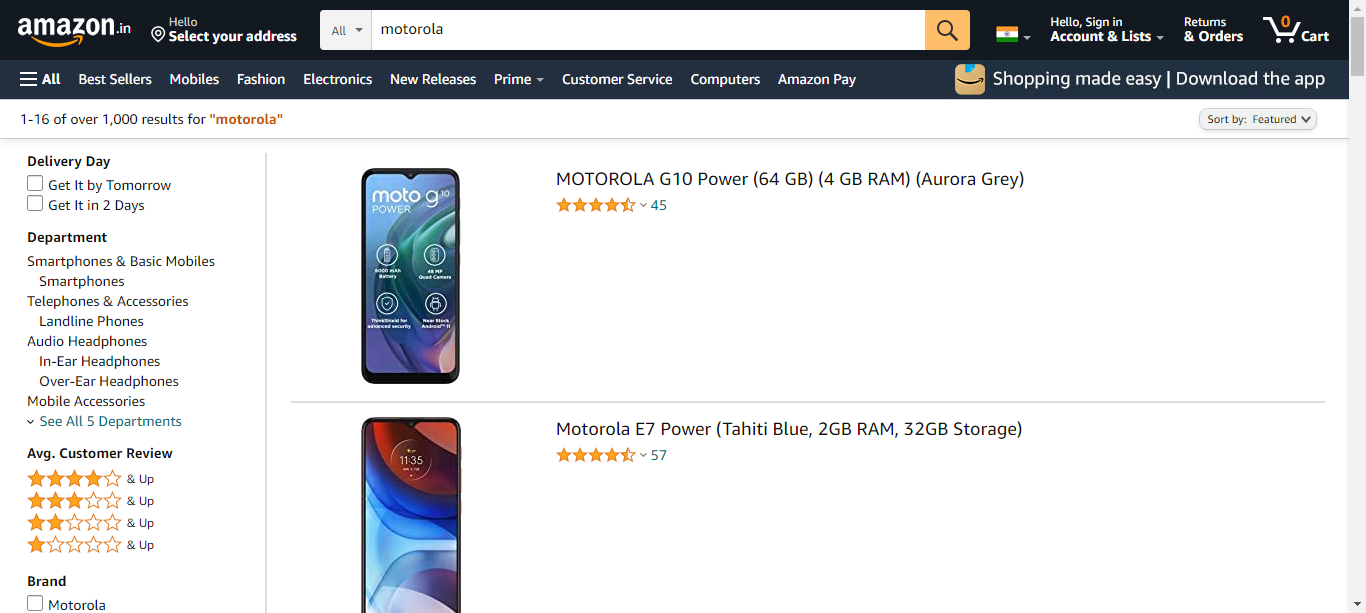 amazon.in
Hello
Select your address
All
motorola
Hello, Sign in
Account & Lists
Returns
& Orders
0
Cart
All
Best Sellers
Mobiles
Fashion
Electronics
New Releases
Prime
Customer Service
Computers
Amazon Pay
Shopping made easy | Download the app
1-16 of over 1,000 results for "motorola"
Sort by: Featured
Delivery Day
Get It by Tomorrow
Get It in 2 Days
Department
Smartphones & Basic Mobiles
Smartphones
Telephones & Accessories
Landline Phones
Audio Headphones
In-Ear Headphones
Over-Ear Headphones
Mobile Accessories
See All 5 Departments
Avg. Customer Review
& Up
& Up
& Up
& Up
Brand
Motorola
moto g10
POWER
6000 mAh
Battery
48 MP
Quad Camera
ThinkShield for
advanced security
Near Stock
Android™ 11
MOTOROLA G10 Power (64 GB) (4 GB RAM) (Aurora Grey)
45
11:35
Motorola E7 Power (Tahiti Blue, 2GB RAM, 32GB Storage)
57